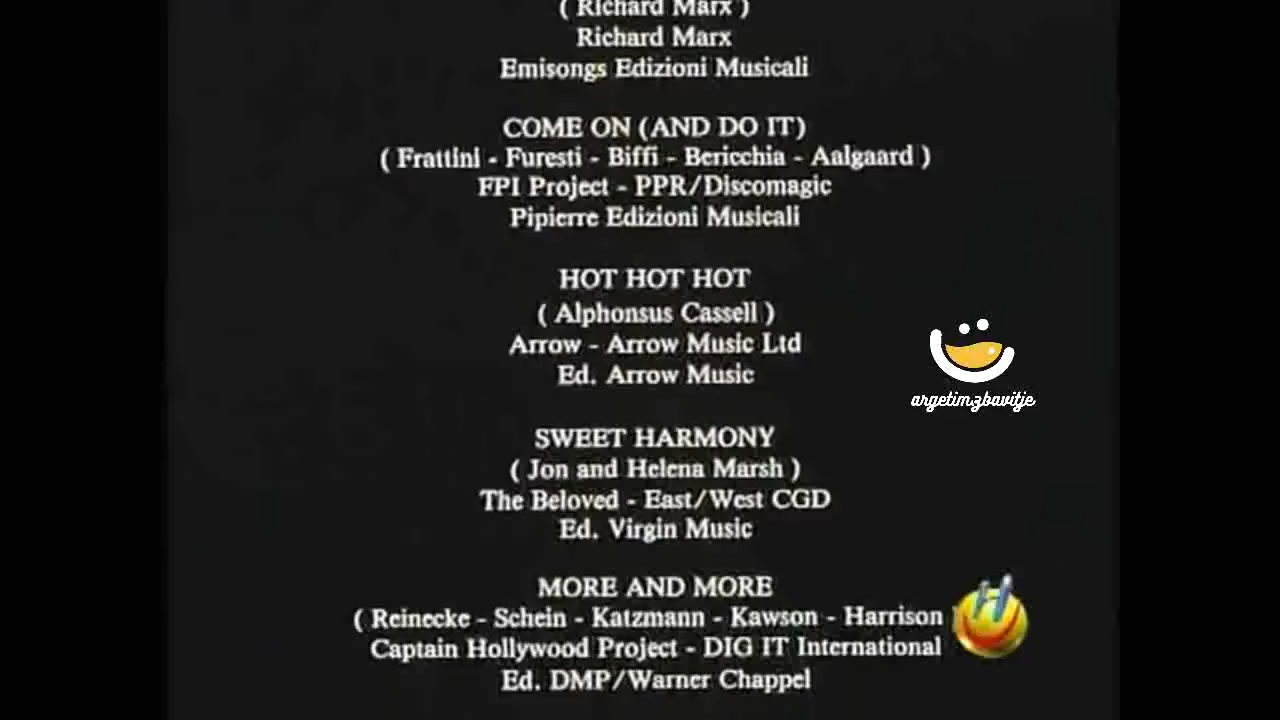 ( Richard Marx )
Richard Marx
Emisongs Edizioni Musicali
COME ON (AND DO IT)
( Frattini - Furesti - Biffi - Bericchia - Aalgaard )
FPI Project - PPR/Discomagic
Pipierre Edizioni Musicali
HOT HOT HOT
( Alphonsus Cassell )
Arrow - Arrow Music Ltd
Ed. Arrow Music
argetim3bavitje
SWEET HARMONY
( Jon and Helena Marsh )
The Beloved - East/West CGD
Ed. Virgin Music
MORE AND MORE
( Reinecke - Schein - Katzmann - Kawson - Harrison
Captain Hollywood Project - DIG IT International
Ed. DMP/Warner Chappel